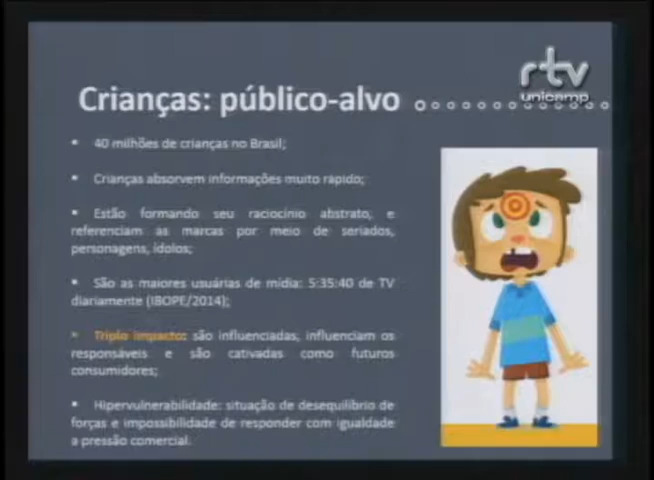 rtv
unicamp
Crianças: público-alvo
▪ 40 milhões de crianças no Brasil;
▪ Crianças absorvem informações muito rápido;
▪ Estão formando seu raciocínio abstrato, e
referenciam as marcas por meio de seriados,
personagens, ídolos;
▪ São as maiores usuárias de mídia: 5:35:40 de TV
diariamente (IBOPE/2014);
▪ Triplo impacto: são influenciadas, influenciam os
responsáveis e são cativadas como futuros
consumidores;
▪ Hipervulnerabilidade: situação de desequilíbrio de
forças e impossibilidade de responder com igualdade
a pressão comercial.